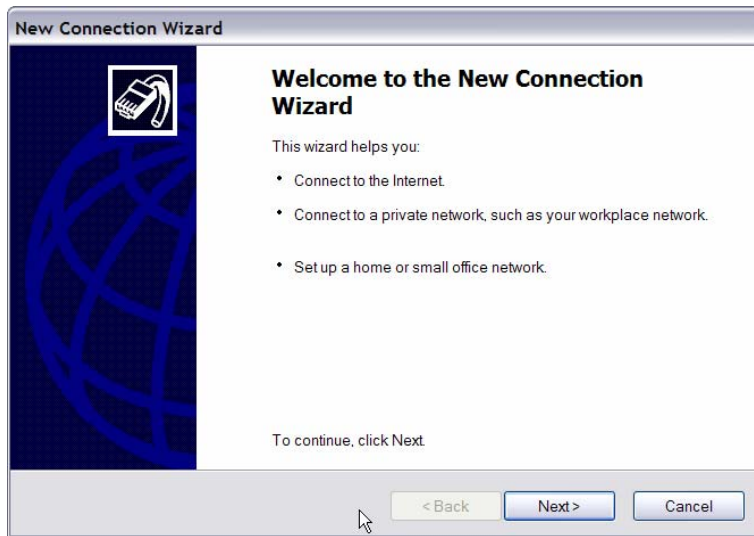 New Connection Wizard
Welcome to the New Connection
Wizard
This wizard helps you:
• Connect to the Internet.
• Connect to a private network, such as your workplace network.
• Set up a home or small office network.
To continue, click Next.
< Back
Next >
Cancel